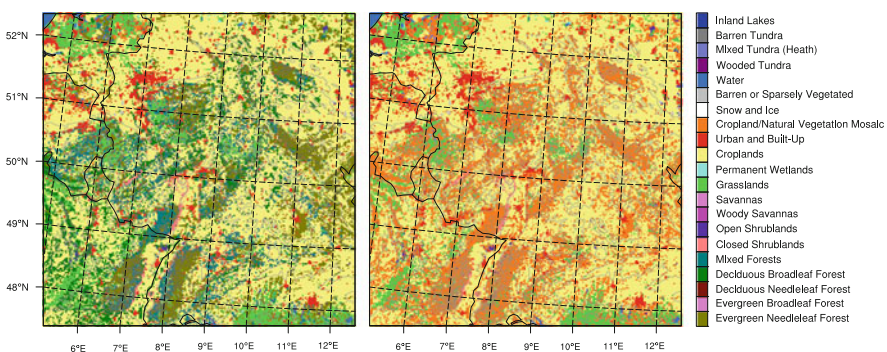 52°N
51°N
50°N
49°N
48°N
6°E 7°E 8°E 9°E 10°E 11°E 12°E
6°E 7°E 8°E 9°E 10°E 11°E 12°E
Inland Lakes
Barren Tundra
Mixed Tundra (Heath)
Wooded Tundra
Water
Barren or Sparsely Vegetated
Snow and Ice
Cropland/Natural Vegetation Mosaic
Urban and Built-Up
Croplands
Permanent Wetlands
Grasslands
Savannas
Woody Savannas
Open Shrublands
Closed Shrublands
Mixed Forests
Deciduous Broadleaf Forest
Deciduous Needleleaf Forest
Evergreen Broadleaf Forest
Evergreen Needleleaf Forest